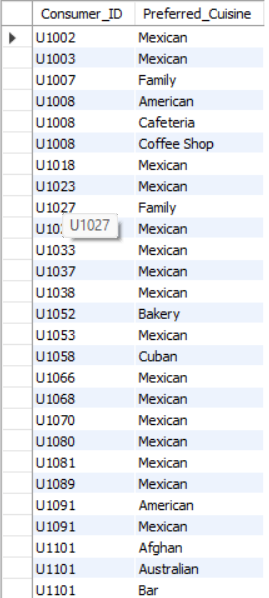 Consumer_ID Preferred_Cuisine
U1002 Mexican
U1003 Mexican
U1007 Family
U1008 American
U1008 Cafeteria
U1008 Coffee Shop
U1018 Mexican
U1023 Mexican
U1027 Family
U1027
Mexican
U1033 Mexican
U1037 Mexican
U1038 Mexican
U1052 Bakery
U1053 Mexican
U1058 Cuban
U1066 Mexican
U1068 Mexican
U1070 Mexican
U1080 Mexican
U1081 Mexican
U1089 Mexican
U1091 American
U1091 Mexican
U1101 Afghan
U1101 Australian
U1101 Bar